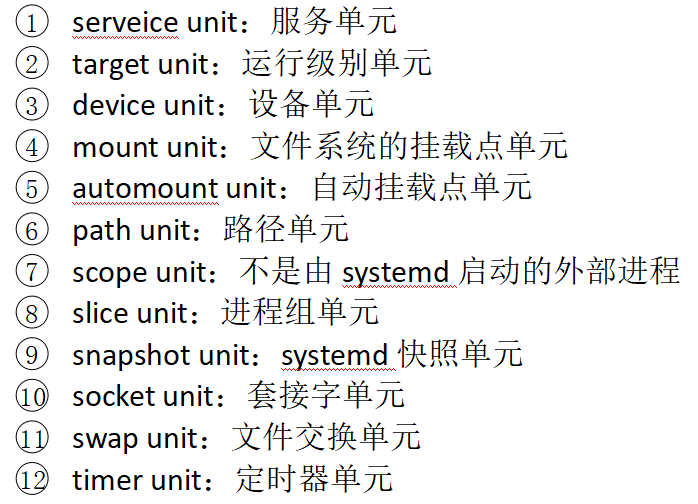 ① serveice unit：服务单元
② target unit：运行级别单元
③ device unit：设备单元
④ mount unit：文件系统的挂载点单元
⑤ automount unit：自动挂载点单元
⑥ path unit：路径单元
⑦ scope unit：不是由 systemd 启动的外部进程
⑧ slice unit：进程组单元
⑨ snapshot unit：systemd 快照单元
⑩ socket unit：套接字单元
⑪ swap unit：文件交换单元
⑫ timer unit：定时器单元